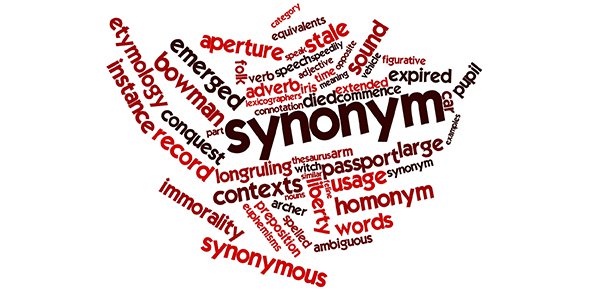 category
equivalents
etymology
aperture
speak
stale
opposite
sound
emerged
folk
verb
speech
speedily
adjective
vehicle
figurative
bowman
instance
adverb
iris
time
meaning
extended
expired
pupil
lexicographers
connotation
died
commence
car
conquest
record
part
synonym
examples
thesaurus
arm
longruling
witch
similar
passport
large
contexts
nouns
liberty
feline
usage
synonym
immorality
archer
homonym
preposition
euphemisms
spelled
words
ambiguous
synonymous